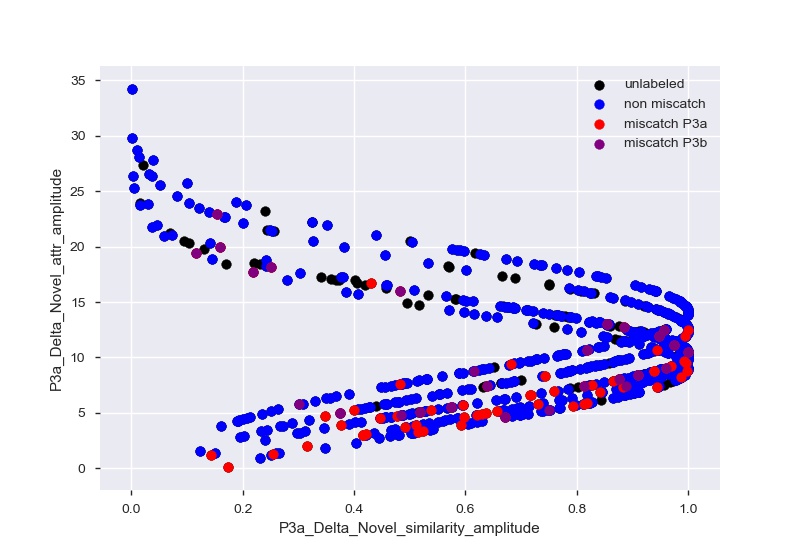 35
30
25
20
15
10
5
0
P3a_Delta_Novel_attr_amplitude
unlabeled
non miscatch
miscatch P3a
miscatch P3b
0.0 0.2 0.4 0.6 0.8 1.0
P3a_Delta_Novel_similarity_amplitude